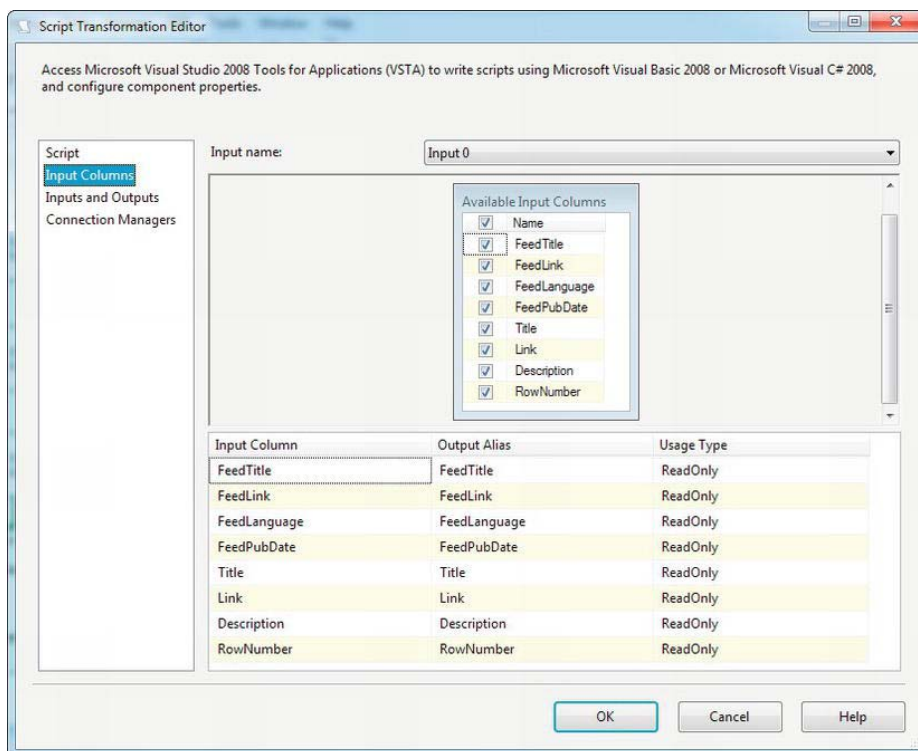 Script Transformation Editor
Access Microsoft Visual Studio 2008 Tools for Applications (VSTA) to write scripts using Microsoft Visual Basic 2008 or Microsoft Visual C# 2008,
and configure component properties.
Script
Input Columns
Inputs and Outputs
Connection Managers
Input name:
Input 0
Available Input Columns
Name
FeedTitle
FeedLink
FeedLanguage
FeedPubDate
Title
Link
Description
RowNumber
Input Column Output Alias Usage Type
FeedTitle FeedTitle ReadOnly
FeedLink FeedLink ReadOnly
FeedLanguage FeedLanguage ReadOnly
FeedPubDate FeedPubDate ReadOnly
Title Title ReadOnly
Link Link ReadOnly
Description Description ReadOnly
RowNumber RowNumber ReadOnly
OK Cancel Help